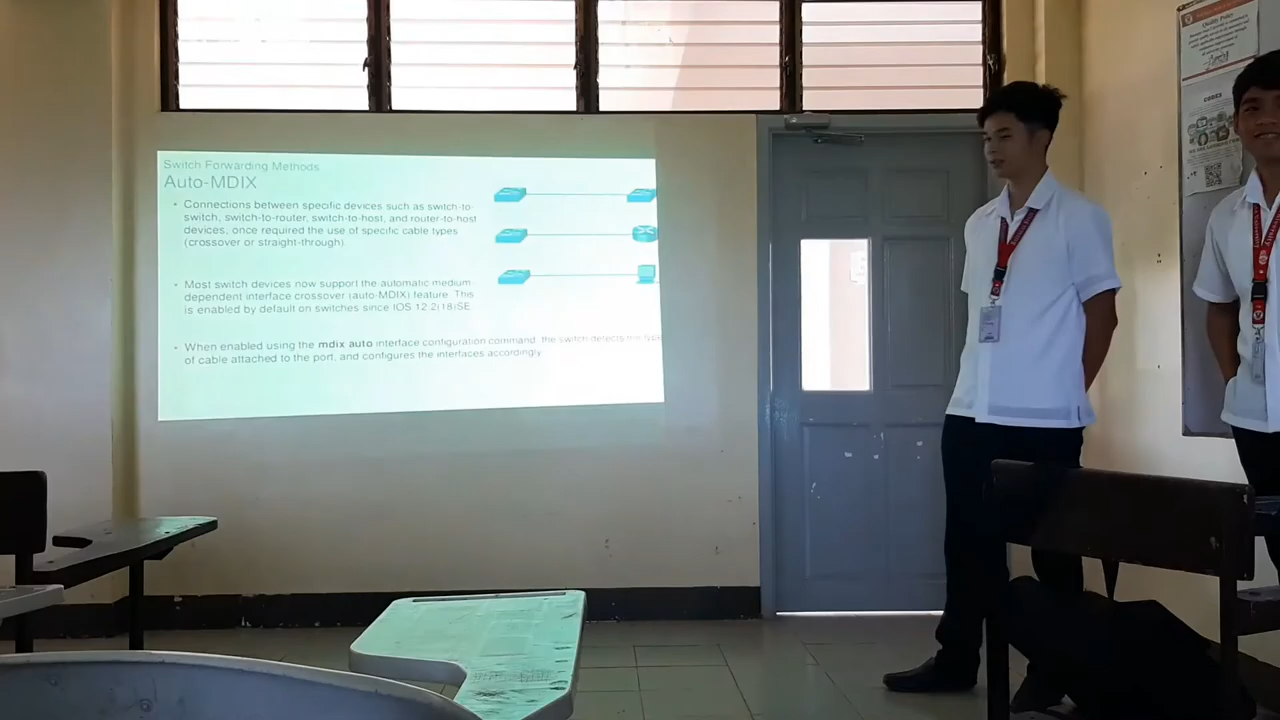 Switch Forwarding Methods
Auto-MDIX
• Connections between specific devices such as switch-to-
switch, switch-to-router, switch-to-host, and router-to-host
devices, once required the use of specific cable types
(crossover or straight-through).
• Most switch devices now support the automatic medium-
dependent interface crossover (auto-MDIX) feature. This
is enabled by default on switches since IOS 12.2(18)SE
• When enabled using the mdix auto interface configuration command, the switch detects the type
of cable attached to the port, and configures the interfaces accordingly.
Quality Policy
CODES